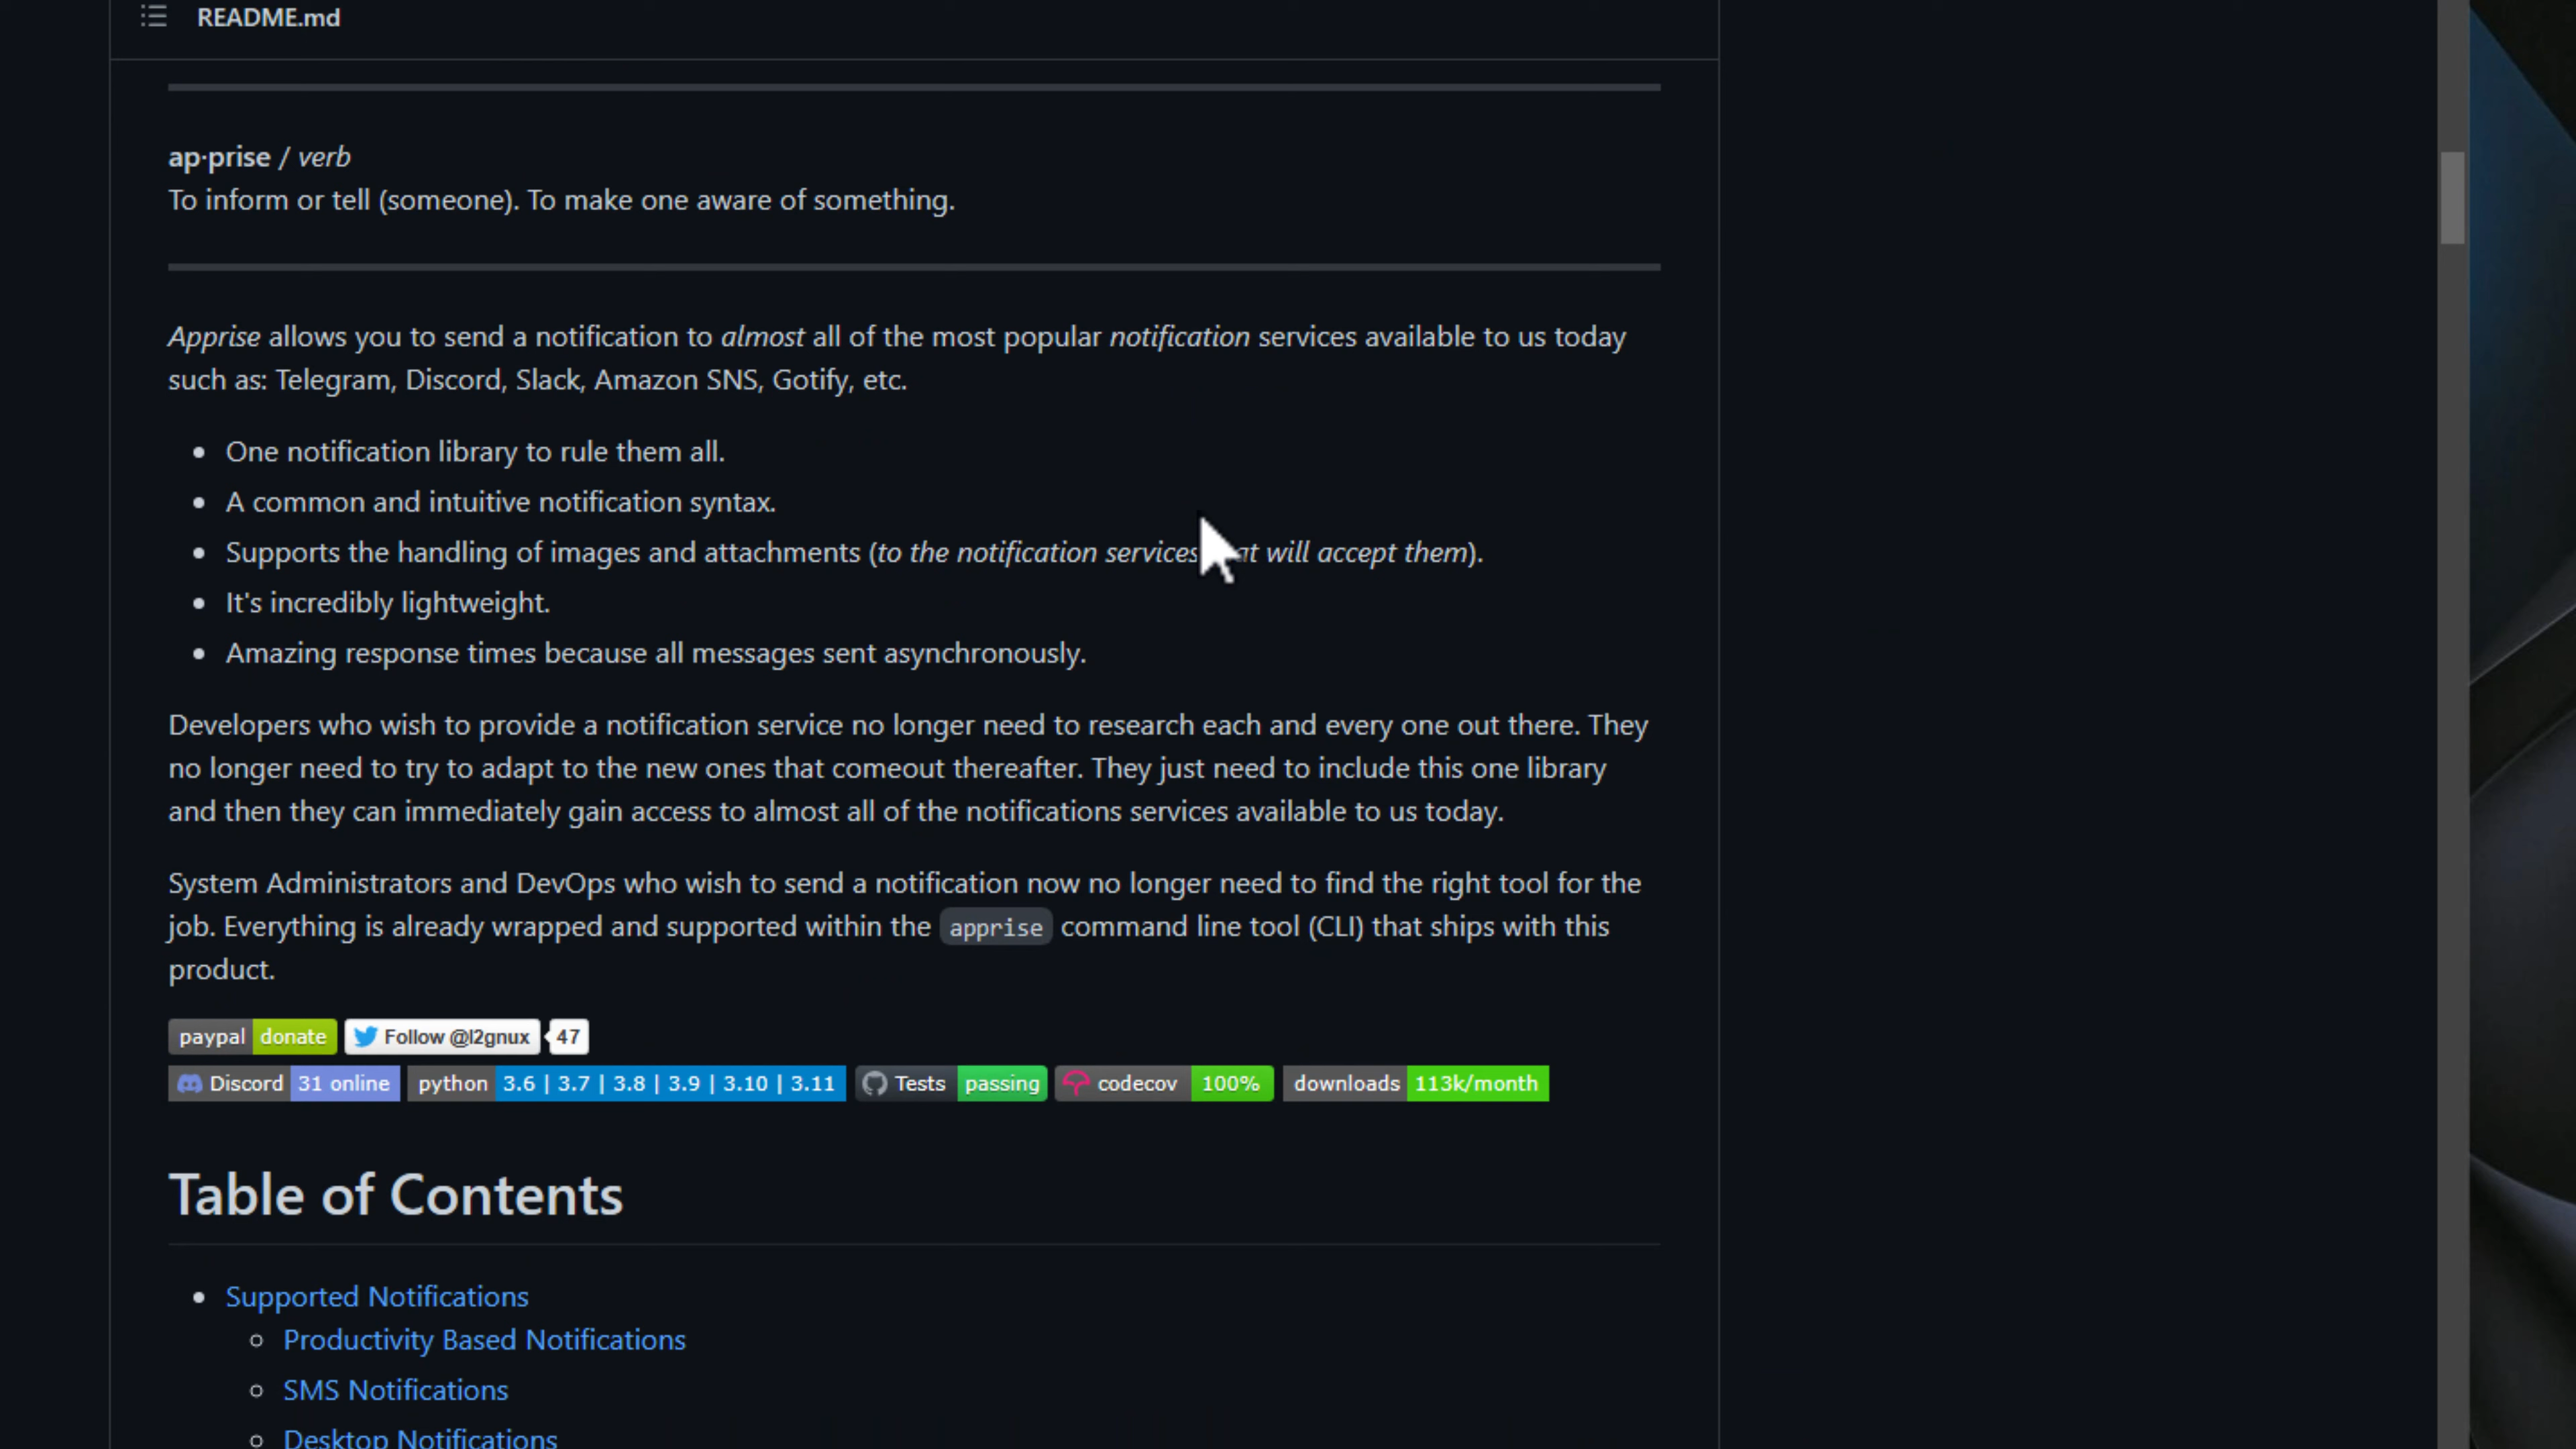 README.md
ap·prise / verb
To inform or tell (someone). To make one aware of something.
Apprise allows you to send a notification to almost all of the most popular notification services available to us today
such as: Telegram, Discord, Slack, Amazon SNS, Gotify, etc.
One notification library to rule them all.
A common and intuitive notification syntax.
Supports the handling of images and attachments (to the notification services will accept them).
It's incredibly lightweight.
Amazing response times because all messages sent asynchronously.
Developers who wish to provide a notification service no longer need to research each and every one out there. They
no longer need to try to adapt to the new ones that comeout thereafter. They just need to include this one library
and then they can immediately gain access to almost all of the notifications services available to us today.
System Administrators and DevOps who wish to send a notification now no longer need to find the right tool for the
job. Everything is already wrapped and supported within the apprise command line tool (CLI) that ships with this
product.
paypal donate Follow @l2gnux 47
Discord 31 online python 3.6 | 3.7 | 3.8 | 3.9 | 3.10 | 3.11 Tests passing codecov 100% downloads 113k/month
Table of Contents
Supported Notifications
Productivity Based Notifications
SMS Notifications
Desktop Notifications